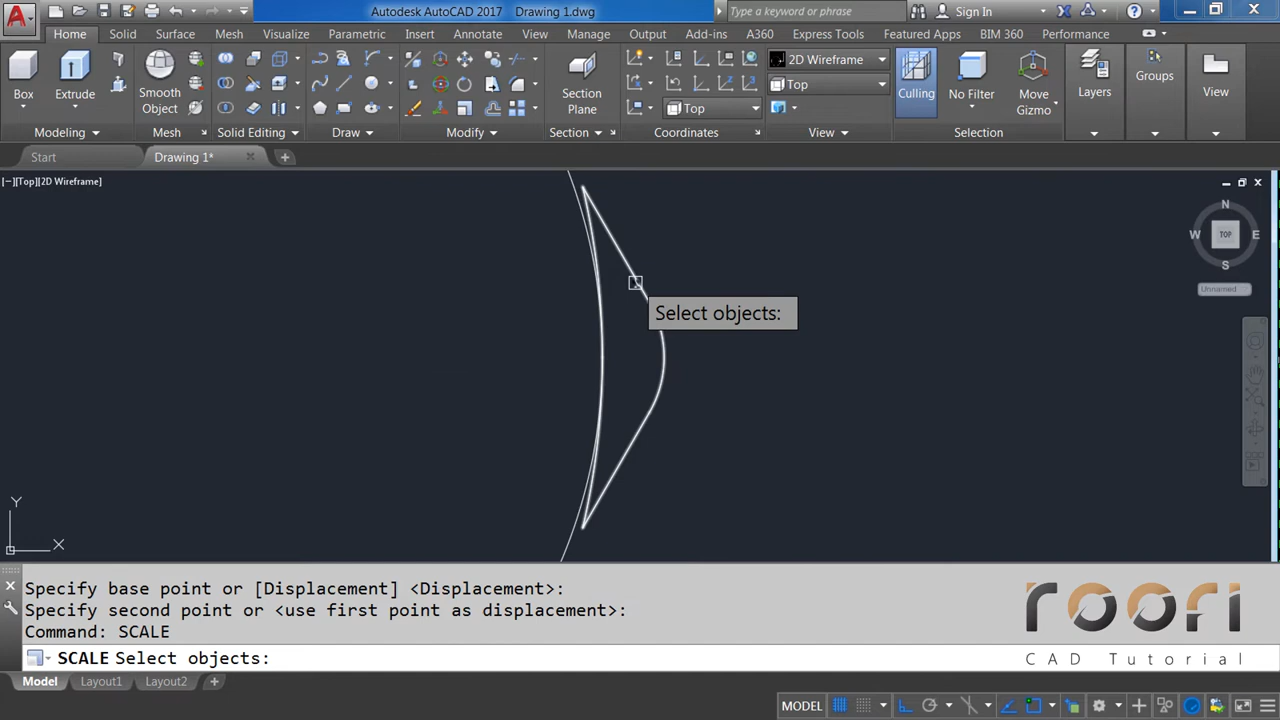 Autodesk AutoCAD 2017 Drawing 1.dwg
Type a keyword or phrase
Sign In
Home Solid Surface Mesh Visualize Parametric Insert Annotate View Manage Output Add-ins A360 Express Tools Featured Apps BIM 360 Performance
2D Wireframe
Top
Top
Box Extrude Smooth Object Section Plane Culling No Filter Move Gizmo Layers Groups View
Modeling Mesh Solid Editing Draw Modify Section Coordinates View Selection
Start Drawing 1* +
[−][Top][2D Wireframe]
N
W TOP E
S
Unnamed
Select objects:
Y
X
Specify base point or [Displacement] <Displacement>:
Specify second point or <use first point as displacement>:
Command: SCALE
SCALE Select objects:
roori
CAD Tutorial
Model Layout1 Layout2 +
MODEL